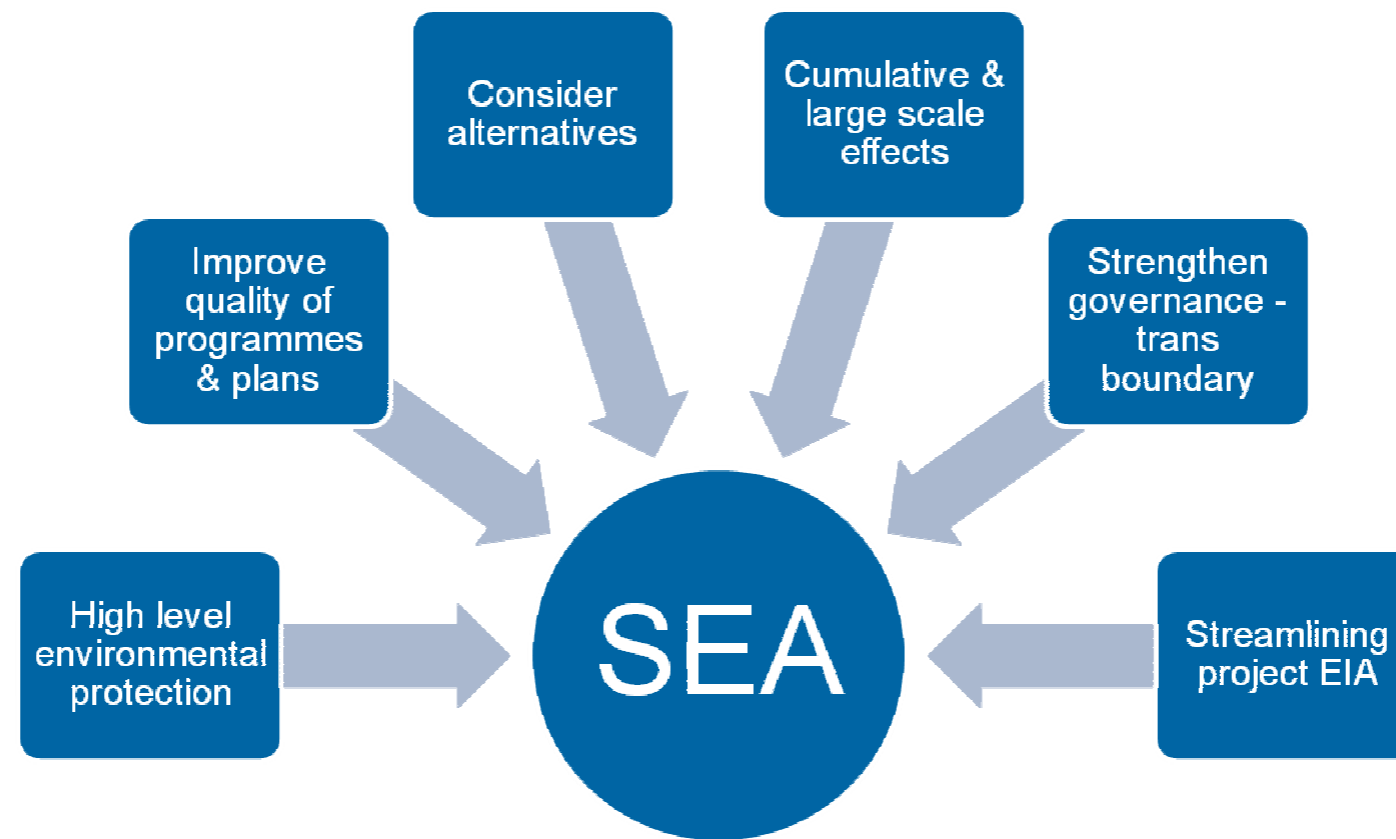 High level
environmental
protection
Improve
quality of
programmes
& plans
Consider
alternatives
Cumulative &
large scale
effects
Strengthen
governance -
trans
boundary
Streamlining
project EIA
SEA